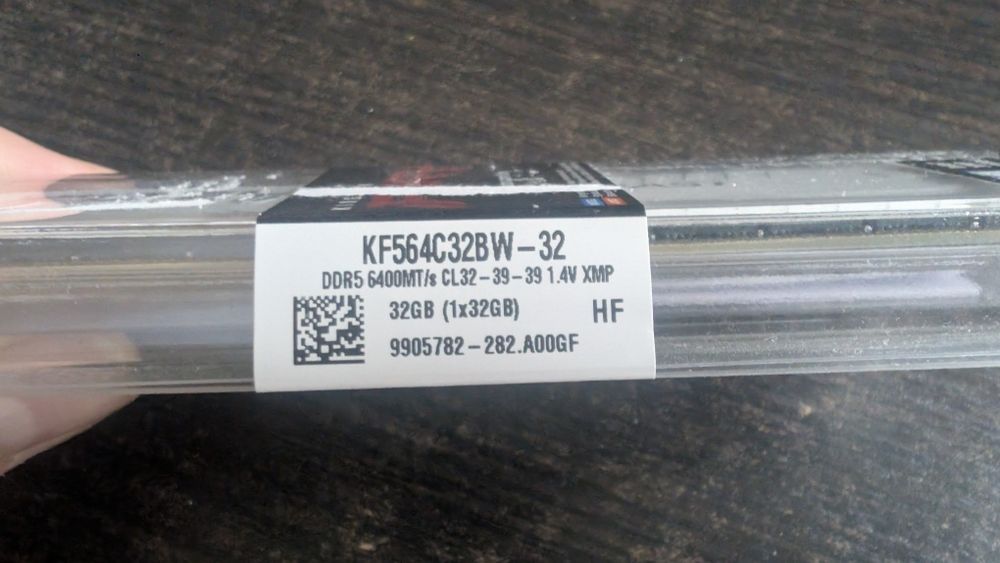 KF564C32BW-32
DDR5 6400MT/s CL32-39-39 1.4V XMP
32GB (1x32GB)
HF
9905782-282.A00GF